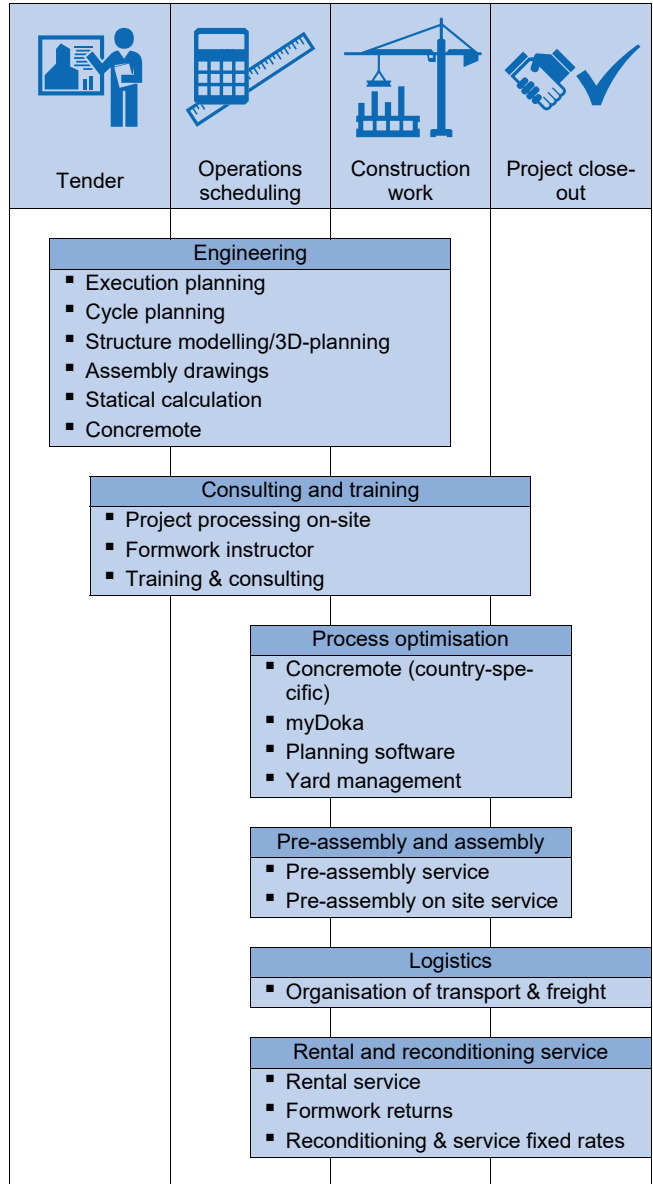 Tender
Operations
scheduling
Construction
work
Project close-
out
Engineering
▪ Execution planning
▪ Cycle planning
▪ Structure modelling/3D-planning
▪ Assembly drawings
▪ Statical calculation
▪ Concremote
Consulting and training
▪ Project processing on-site
▪ Formwork instructor
▪ Training & consulting
Process optimisation
▪ Concremote (country-spe-
cific)
▪ myDoka
▪ Planning software
▪ Yard management
Pre-assembly and assembly
▪ Pre-assembly service
▪ Pre-assembly on site service
Logistics
▪ Organisation of transport & freight
Rental and reconditioning service
▪ Rental service
▪ Formwork returns
▪ Reconditioning & service fixed rates